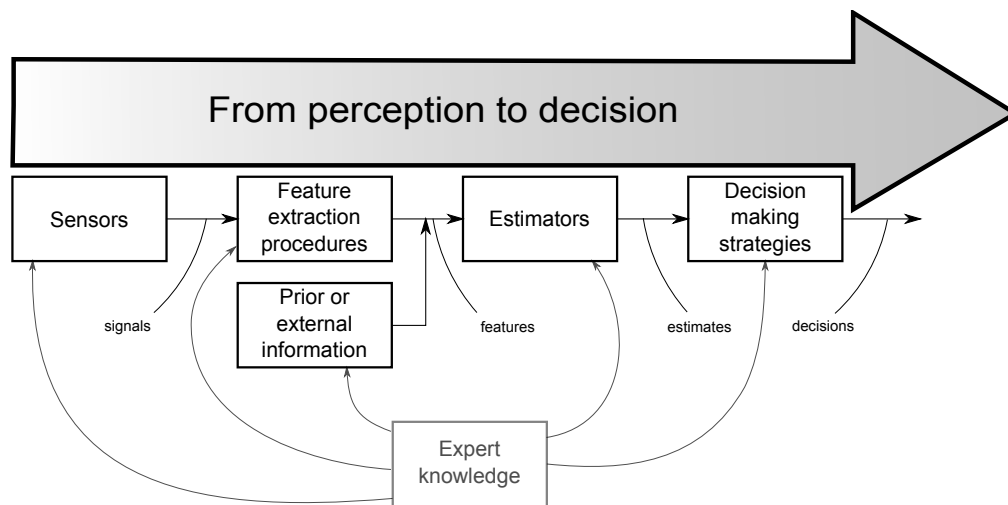 From perception to decision
Sensors
Feature
extraction
procedures
Estimators
Decision
making
strategies
Prior or
external
information
signals
features
estimates
decisions
Expert
knowledge